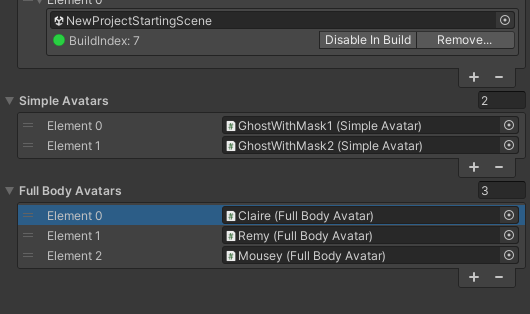 Element 0
NewProjectStartingScene
BuildIndex: 7 Disable In Build Remove...
+ −
Simple Avatars 2
Element 0 GhostWithMask1 (Simple Avatar)
Element 1 GhostWithMask2 (Simple Avatar)
+ −
Full Body Avatars 3
Element 0 Claire (Full Body Avatar)
Element 1 Remy (Full Body Avatar)
Element 2 Mousey (Full Body Avatar)
+ −